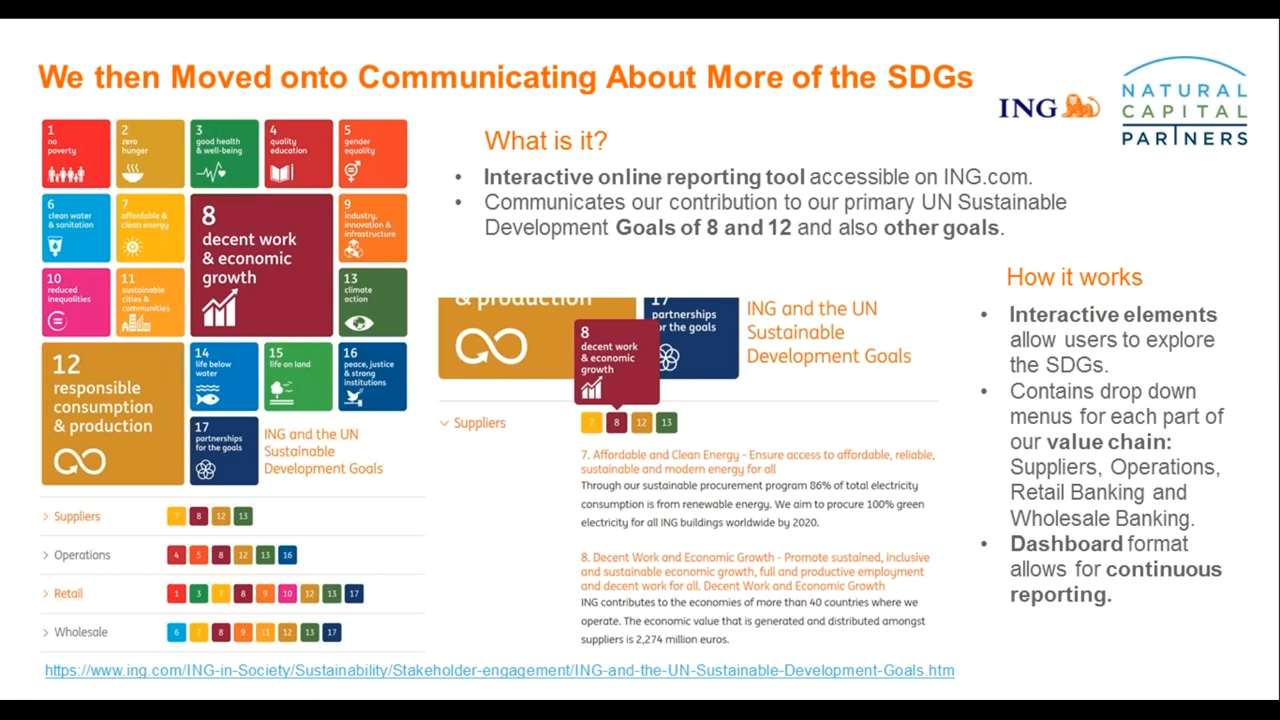 We then Moved onto Communicating About More of the SDGs
ING
NATURAL
CAPITAL
PARTNERS
1
no
poverty
2
zero
hunger
3
good health
& well-being
4
quality
education
5
gender
equality
6
clean water
& sanitation
7
affordable &
clean energy
8
decent work
& economic
growth
9
industry,
innovation &
infrastructure
10
reduced
inequalities
11
sustainable
cities &
communities
13
climate
action
12
responsible
consumption
& production
14
life below
water
15
life on land
16
peace, justice
& strong
institutions
17
partnerships
for the goals
ING and the UN
Sustainable
Development Goals
> Suppliers 7 8 12 13
> Operations 4 5 8 12 13 16
> Retail 1 3 7 8 9 10 12 13 17
> Wholesale 6 7 8 9 11 12 13 17
What is it?
• Interactive online reporting tool accessible on ING.com.
• Communicates our contribution to our primary UN Sustainable
Development Goals of 8 and 12 and also other goals.
& production
17
partnerships
or the goals
8
decent work
& economic
growth
ING and the UN
Sustainable
Development Goals
Suppliers 7 8 12 13
7. Affordable and Clean Energy - Ensure access to affordable, reliable,
sustainable and modern energy for all
Through our sustainable procurement program 86% of total electricity
consumption is from renewable energy. We aim to procure 100% green
electricity for all ING buildings worldwide by 2020.
8. Decent Work and Economic Growth - Promote sustained, inclusive
and sustainable economic growth, full and productive employment
and decent work for all. Decent Work and Economic Growth
ING contributes to the economies of more than 40 countries where we
operate. The economic value that is generated and distributed amongst
suppliers is 2,274 million euros.
How it works
• Interactive elements
allow users to explore
the SDGs.
• Contains drop down
menus for each part of
our value chain:
Suppliers, Operations,
Retail Banking and
Wholesale Banking.
• Dashboard format
allows for continuous
reporting.
https://www.ing.com/ING-in-Society/Sustainability/Stakeholder-engagement/ING-and-the-UN-Sustainable-Development-Goals.htm